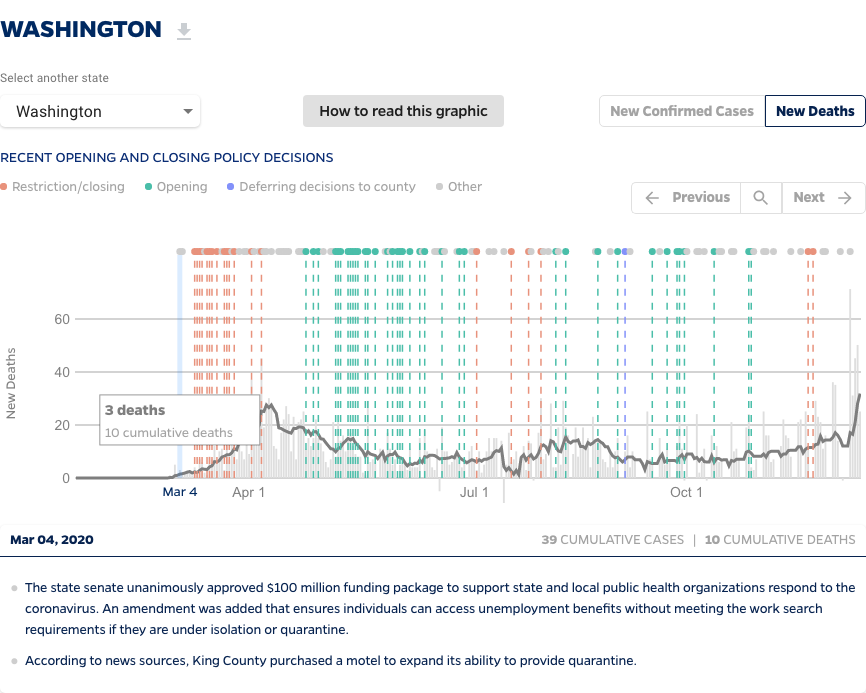 WASHINGTON
Select another state
Washington
How to read this graphic
New Confirmed Cases
New Deaths
RECENT OPENING AND CLOSING POLICY DECISIONS
Restriction/closing
Opening
Deferring decisions to county
Other
Previous
Next
New Deaths
60
40
20
0
3 deaths
10 cumulative deaths
Mar 4
Apr 1
Jul 1
Oct 1
Mar 04, 2020
39 CUMULATIVE CASES | 10 CUMULATIVE DEATHS
The state senate unanimously approved $100 million funding package to support state and local public health organizations respond to the
coronavirus. An amendment was added that ensures individuals can access unemployment benefits without meeting the work search
requirements if they are under isolation or quarantine.
According to news sources, King County purchased a motel to expand its ability to provide quarantine.